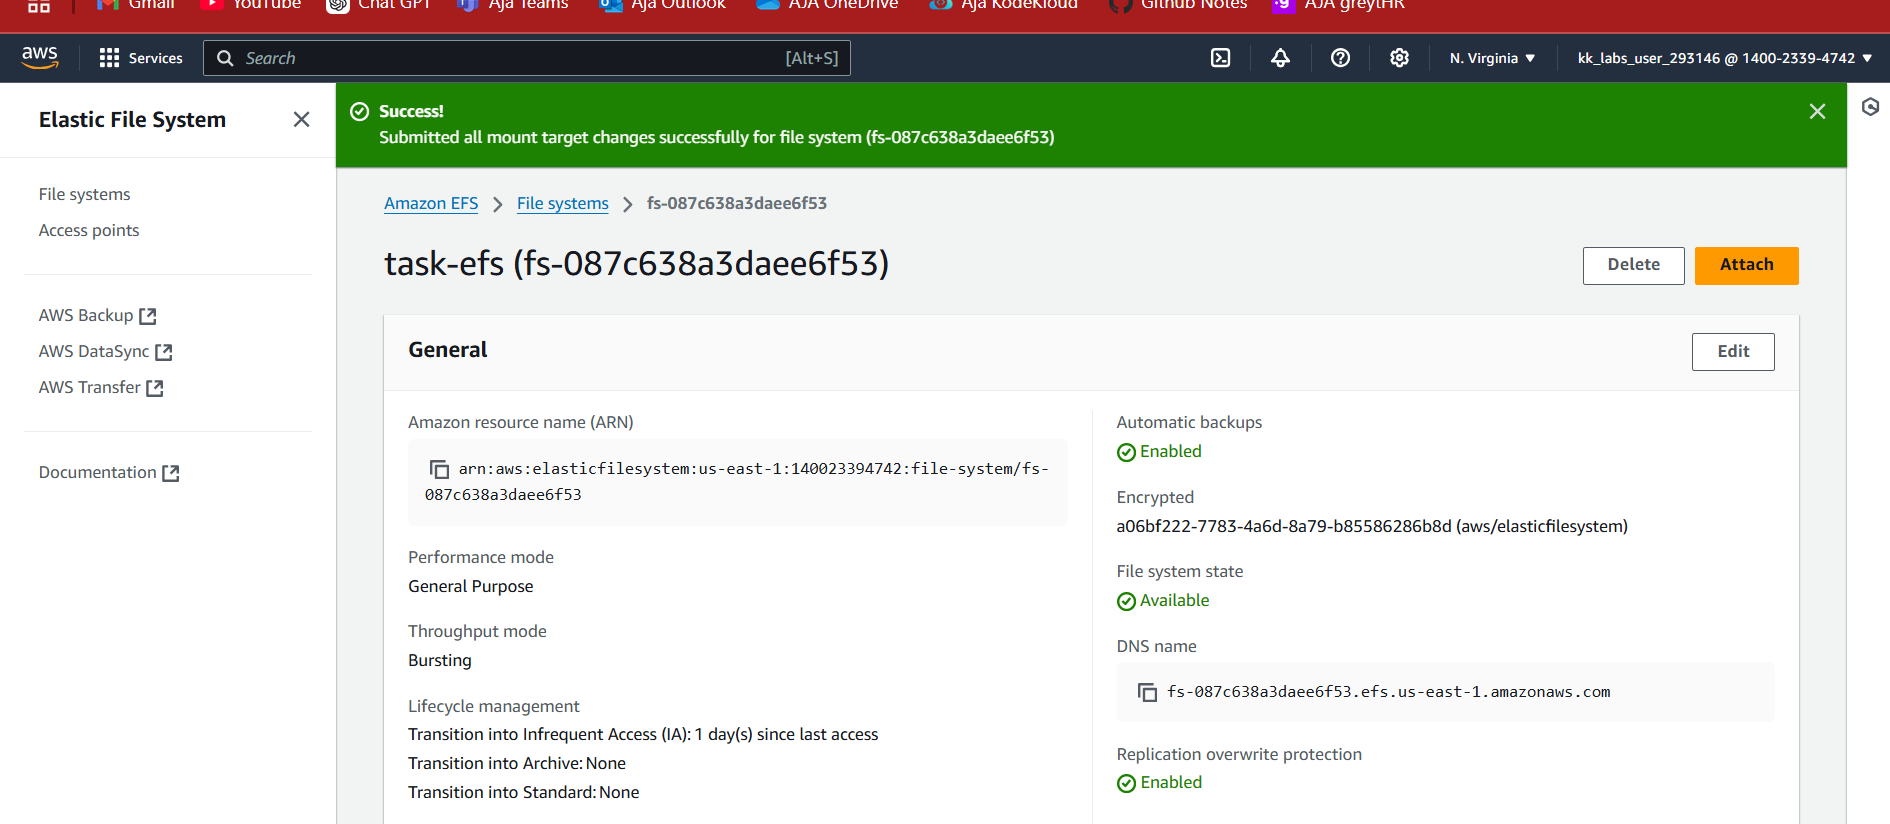 Gmail
YouTube
Chat GPT
Aja Teams
Aja Outlook
AJA OneDrive
Aja KodeKloud
Github Notes
AJA greytHR
aws
Services
Search
[Alt+S]
N. Virginia
kk_labs_user_293146 @ 1400-2339-4742
Elastic File System
File systems
Access points
AWS Backup
AWS DataSync
AWS Transfer
Documentation
Success!
Submitted all mount target changes successfully for file system (fs-087c638a3daee6f53)
Amazon EFS
File systems
fs-087c638a3daee6f53
task-efs (fs-087c638a3daee6f53)
Delete
Attach
General
Edit
Amazon resource name (ARN)
arn:aws:elasticfilesystem:us-east-1:140023394742:file-system/fs-
087c638a3daee6f53
Performance mode
General Purpose
Throughput mode
Bursting
Lifecycle management
Transition into Infrequent Access (IA): 1 day(s) since last access
Transition into Archive: None
Transition into Standard: None
Automatic backups
Enabled
Encrypted
a06bf222-7783-4a6d-8a79-b85586286b8d (aws/elasticfilesystem)
File system state
Available
DNS name
fs-087c638a3daee6f53.efs.us-east-1.amazonaws.com
Replication overwrite protection
Enabled